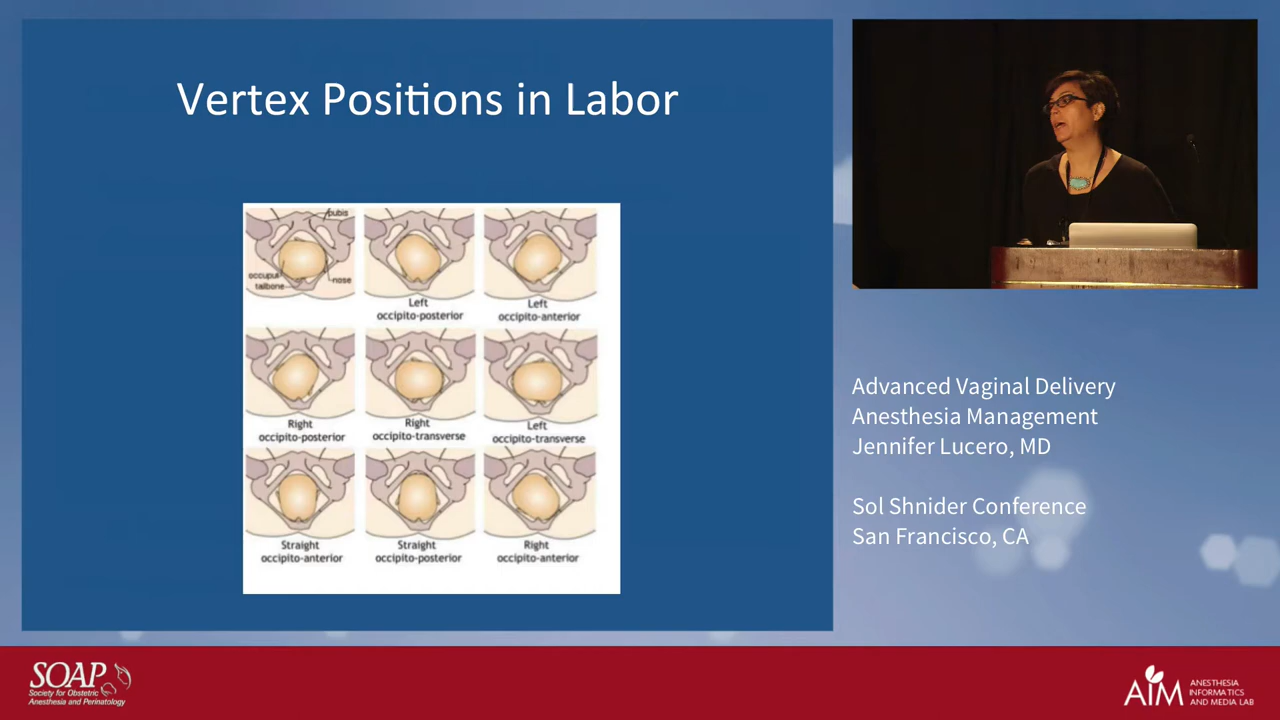 Vertex Positions in Labor
pubis
occuput
tailbone
nose
Left
occipito-posterior
Left
occipito-anterior
Right
occipito-posterior
Right
occipito-transverse
Left
occipito-transverse
Straight
occipito-anterior
Straight
occipito-posterior
Right
occipito-anterior
Advanced Vaginal Delivery
Anesthesia Management
Jennifer Lucero, MD
Sol Shnider Conference
San Francisco, CA
SOAP
Society for Obstetric
Anesthesia and Perinatology
AIM
ANESTHESIA
INFORMATICS
AND MEDIA LAB